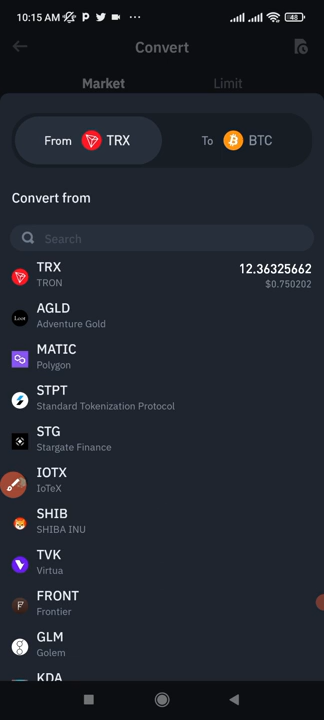 10:15 AM
48
Convert
Market
Limit
From TRX
To BTC
Convert from
Search
TRX
12.36325662
TRON
$0.750202
AGLD
Loot
Adventure Gold
MATIC
Polygon
STPT
Standard Tokenization Protocol
STG
Stargate Finance
IOTX
IoTeX
SHIB
SHIBA INU
TVK
Virtua
FRONT
Frontier
GLM
Golem
KDA